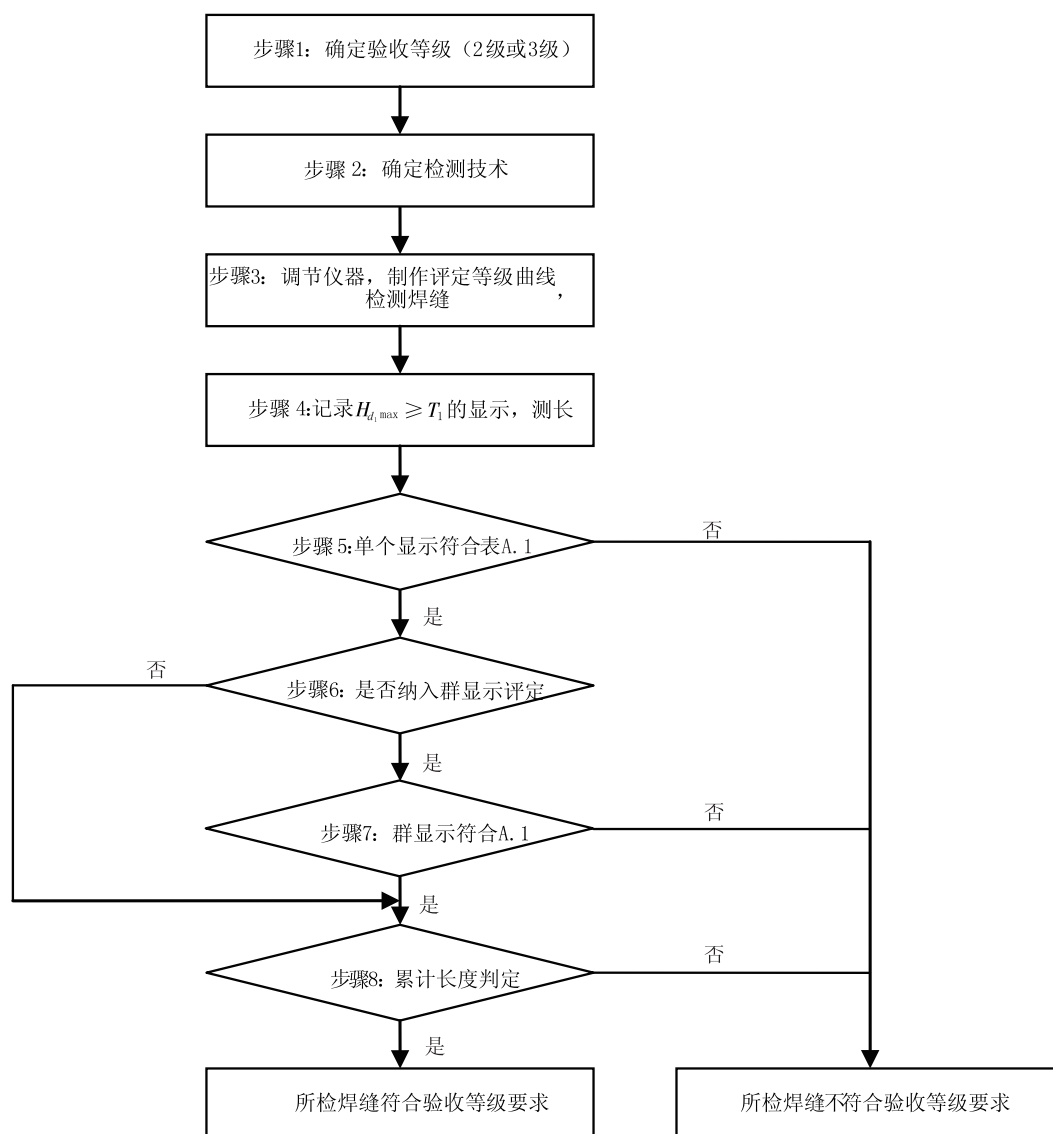 步骤1：确定验收等级（2级或3级）
步骤 2：确定检测技术
步骤3：调节仪器，制作评定等级曲线
检测焊缝 ，
步骤 4:记录Hd₁max ≥ T₁的显示，测长
步骤 5:单个显示符合表A.1
否
是
否
步骤6：是否纳入群显示评定
是
步骤7：群显示符合A.1
否
是
步骤8：累计长度判定
否
是
所检焊缝符合验收等级要求
所检焊缝不符合验收等级要求